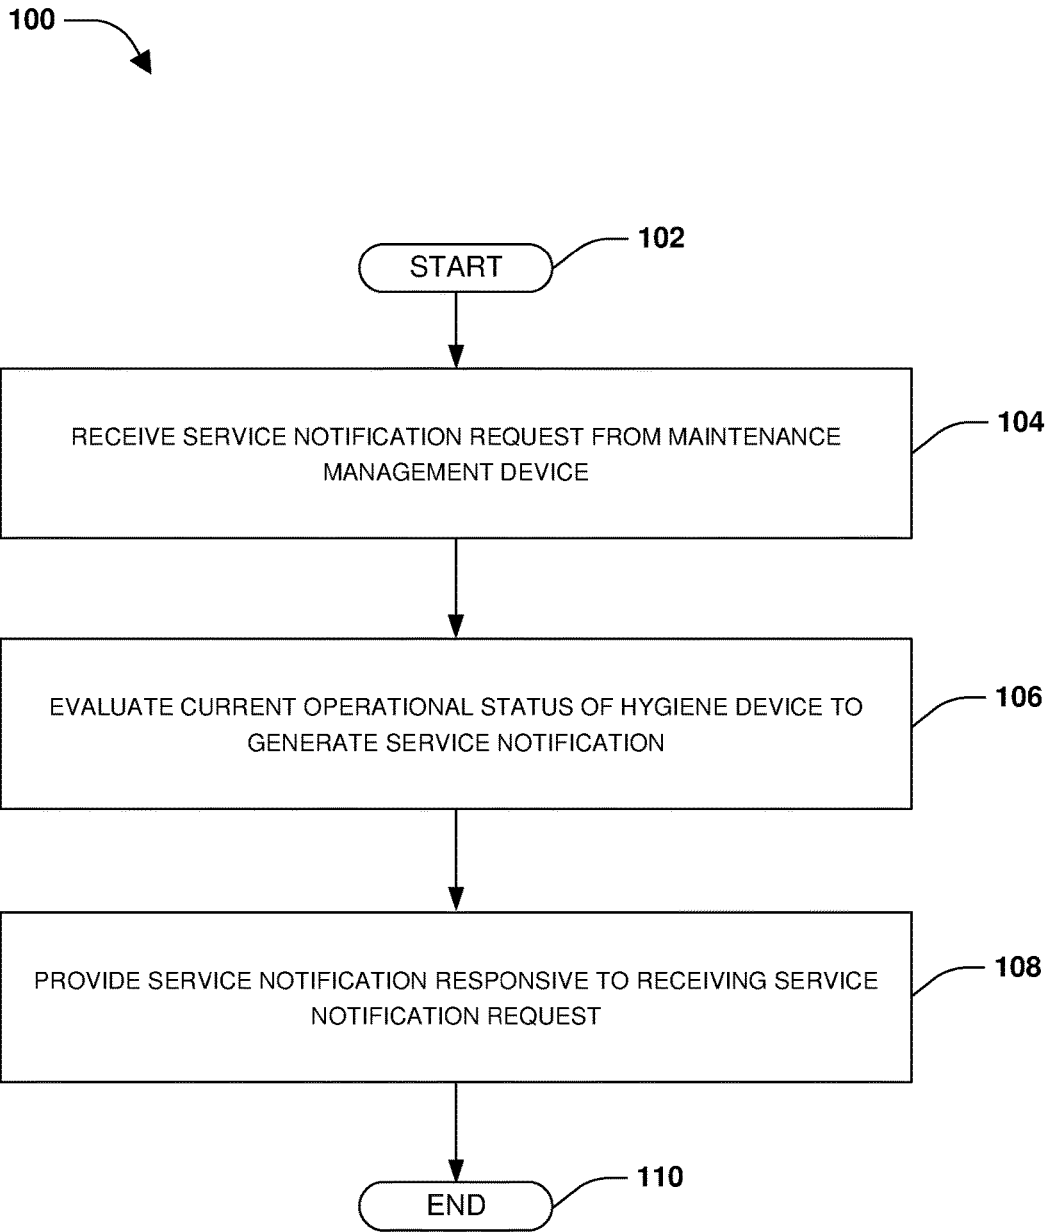 100
102
START
104
RECEIVE SERVICE NOTIFICATION REQUEST FROM MAINTENANCE
MANAGEMENT DEVICE
106
EVALUATE CURRENT OPERATIONAL STATUS OF HYGIENE DEVICE TO
GENERATE SERVICE NOTIFICATION
108
PROVIDE SERVICE NOTIFICATION RESPONSIVE TO RECEIVING SERVICE
NOTIFICATION REQUEST
110
END